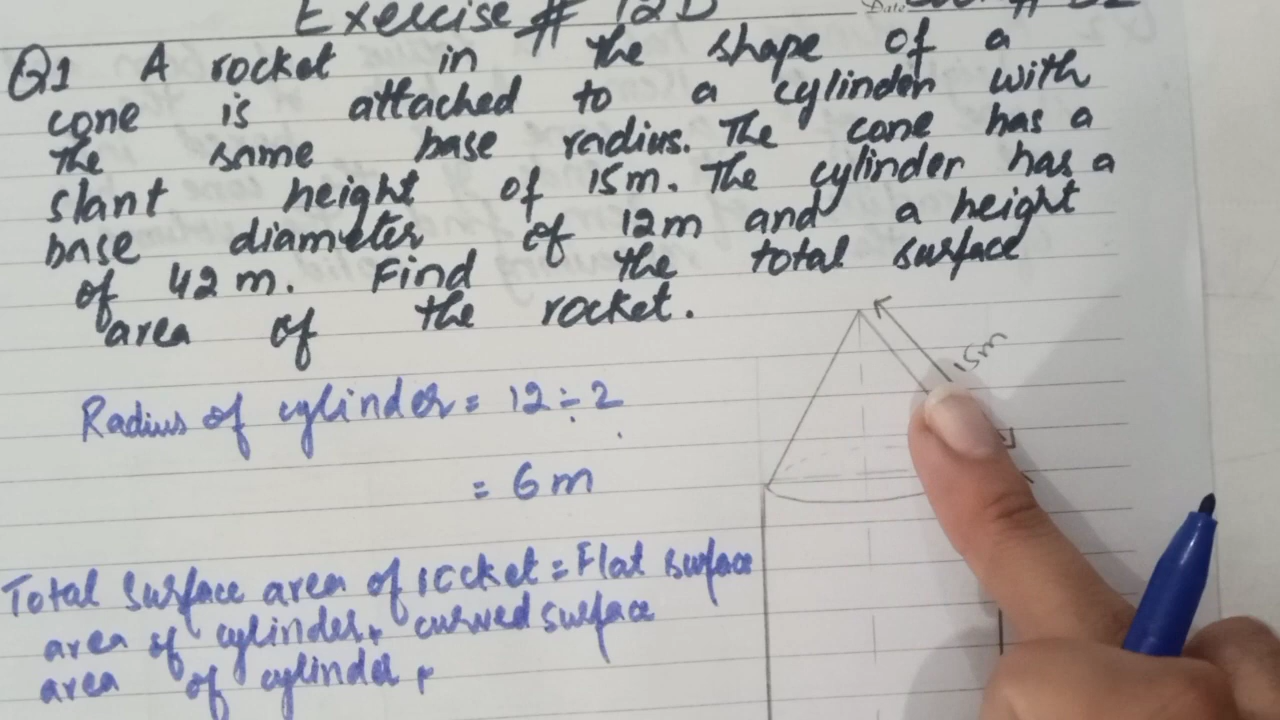 Exercise # 12D
Date
Q1 A rocket in the shape of a
cone is attached to a cylinder with
the same base radius. The cone has a
slant height of 15m. The cylinder has a
base diameter of 12m and a height
of 42 m. Find the total surface
area of the rocket.
15m
Radius of cylinder = 12 ÷ 2
= 6 m
Total surface area of rocket = Flat surface
area of cylinder + curved surface
area of cylinder +